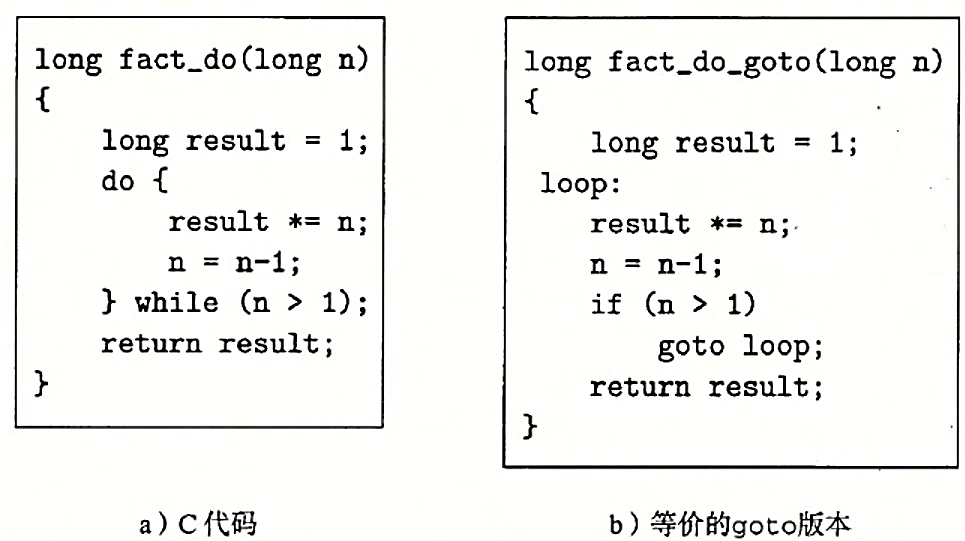 long fact_do(long n)
{
    long result = 1;
    do {
        result *= n;
        n = n-1;
    } while (n > 1);
    return result;
}
a) C代码
long fact_do_goto(long n)
{
    long result = 1;
 loop:
    result *= n;
    n = n-1;
    if (n > 1)
        goto loop;
    return result;
}
b) 等价的goto版本